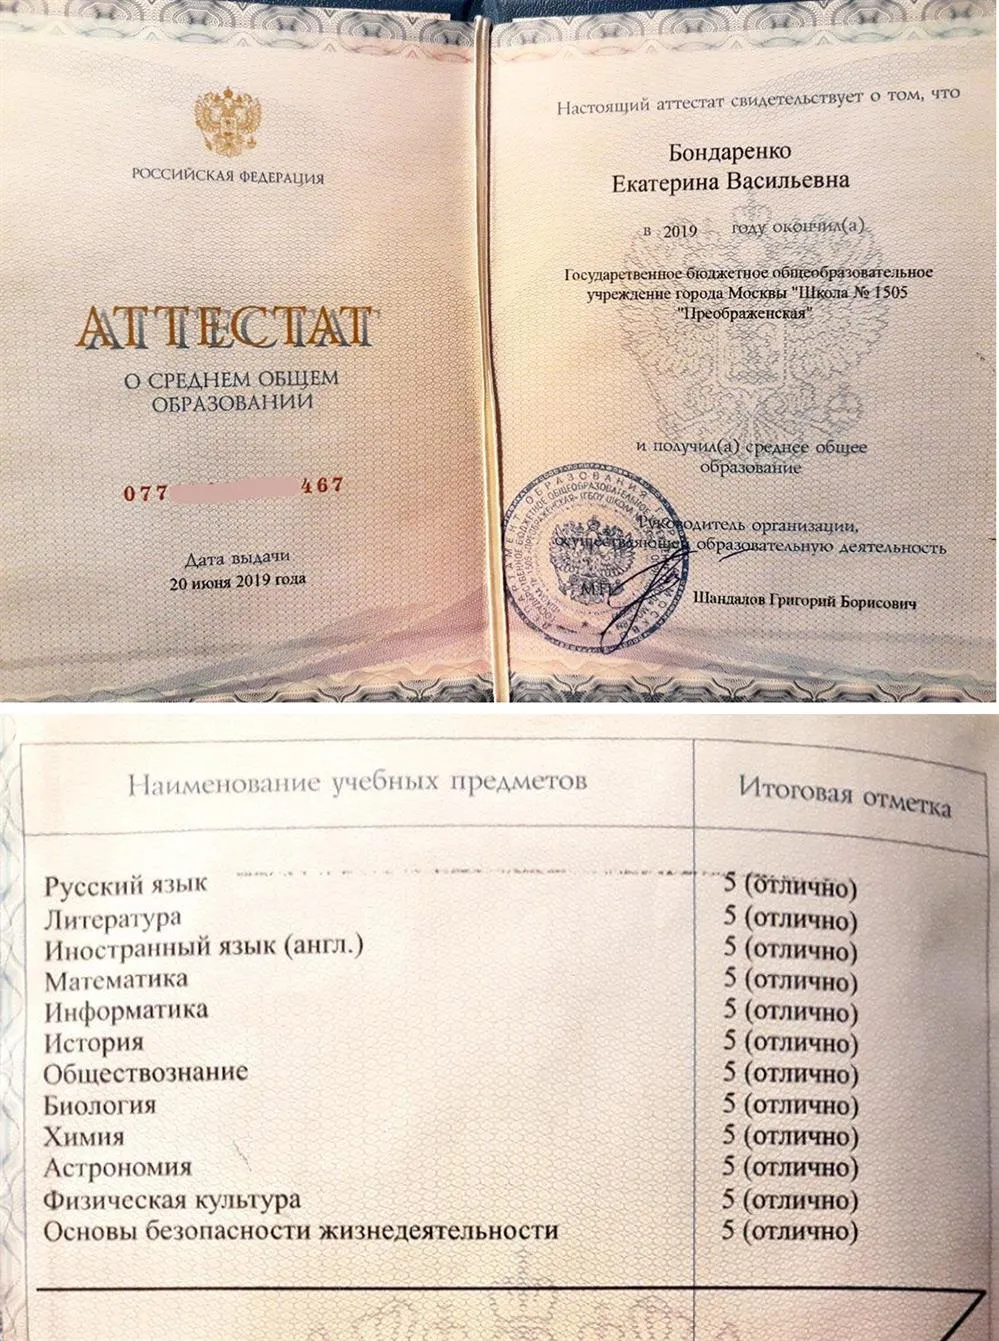 РОССИЙСКАЯ ФЕДЕРАЦИЯ
АТТЕСТАТ
О СРЕДНЕМ ОБЩЕМ
ОБРАЗОВАНИИ
077 467
Дата выдачи
20 июня 2019 года
Настоящий аттестат свидетельствует о том, что
Бондаренко
Екатерина Васильевна
в 2019 году окончил(а)
Государственное бюджетное общеобразовательное
учреждение города Москвы "Школа № 1505
"Преображенская"
и получил(а) среднее общее
образование
Руководитель организации,
осуществляющей образовательную деятельность
М.П.
Шандалов Григорий Борисович
Наименование учебных предметов Итоговая отметка
Русский язык 5 (отлично)
Литература 5 (отлично)
Иностранный язык (англ.) 5 (отлично)
Математика 5 (отлично)
Информатика 5 (отлично)
История 5 (отлично)
Обществознание 5 (отлично)
Биология 5 (отлично)
Химия 5 (отлично)
Астрономия 5 (отлично)
Физическая культура 5 (отлично)
Основы безопасности жизнедеятельности 5 (отлично)